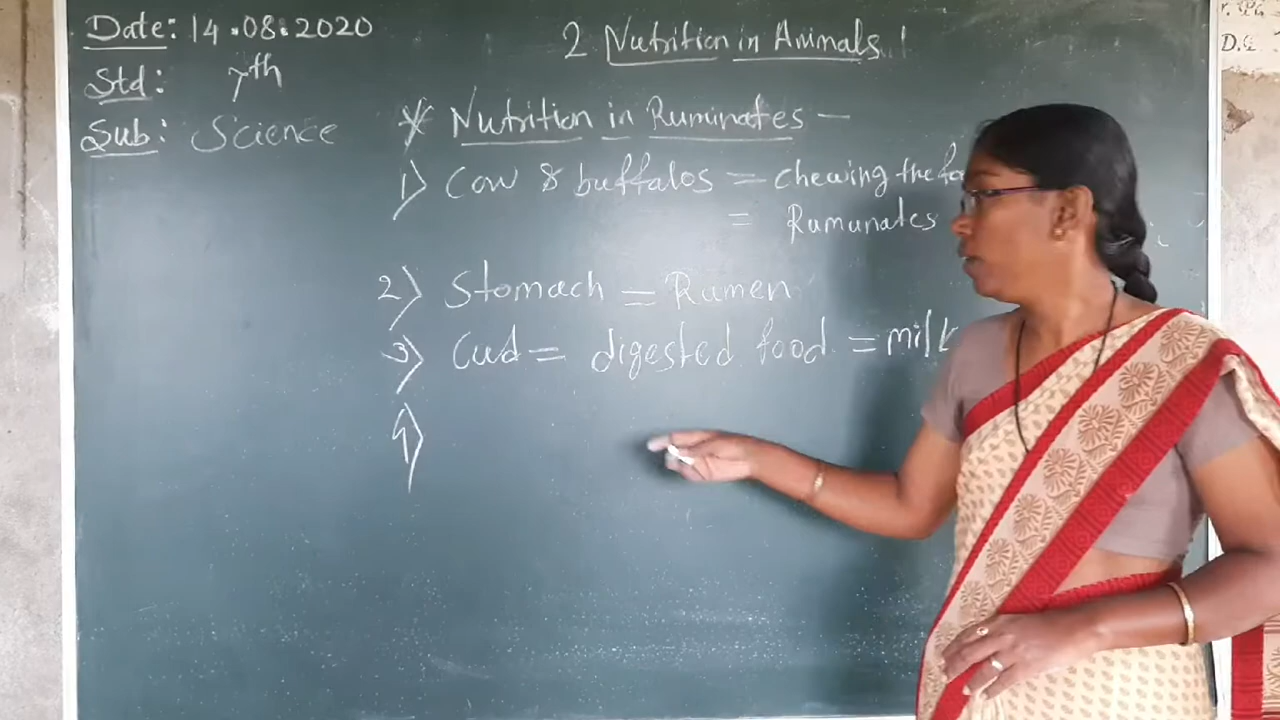 Date: 14.08.2020
Std: 7th
Sub: Science
2 Nutrition in Animals.
* Nutrition in Ruminates -
1) Cow & buffalos = chewing the
= Rumunates
2) Stomach = Rumen
3) Cud = digested food = milk
4)
D.G